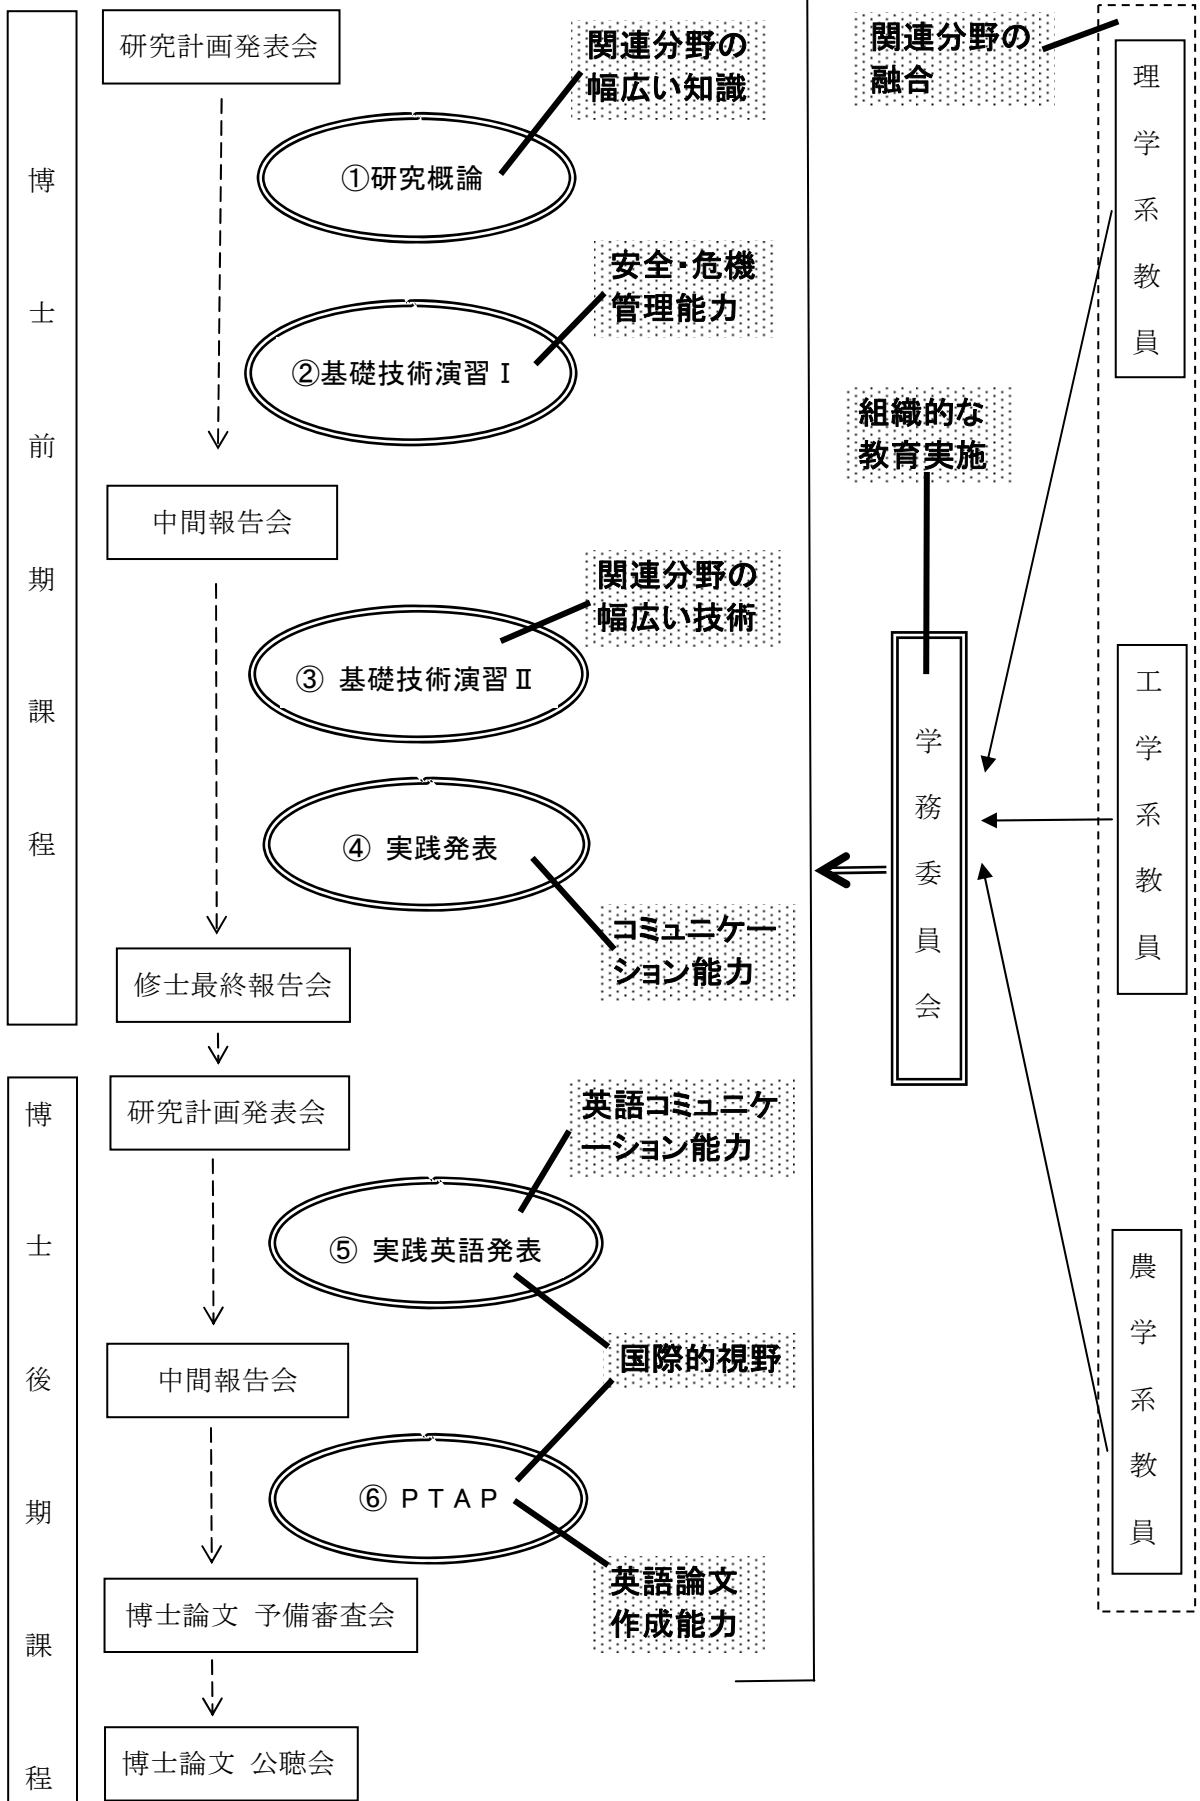 博士前期課程
研究計画発表会
関連分野の
幅広い知識
①研究概論
安全・危機
管理能力
②基礎技術演習Ⅰ
中間報告会
関連分野の
幅広い技術
③ 基礎技術演習Ⅱ
④ 実践発表
コミュニケー
ション能力
修士最終報告会
博士後期課程
研究計画発表会
英語コミュニケ
ーション能力
⑤ 実践英語発表
国際的視野
中間報告会
⑥ PTAP
英語論文
作成能力
博士論文 予備審査会
博士論文 公聴会
組織的な
教育実施
学務委員会
関連分野の
融合
理学系教員
工学系教員
農学系教員